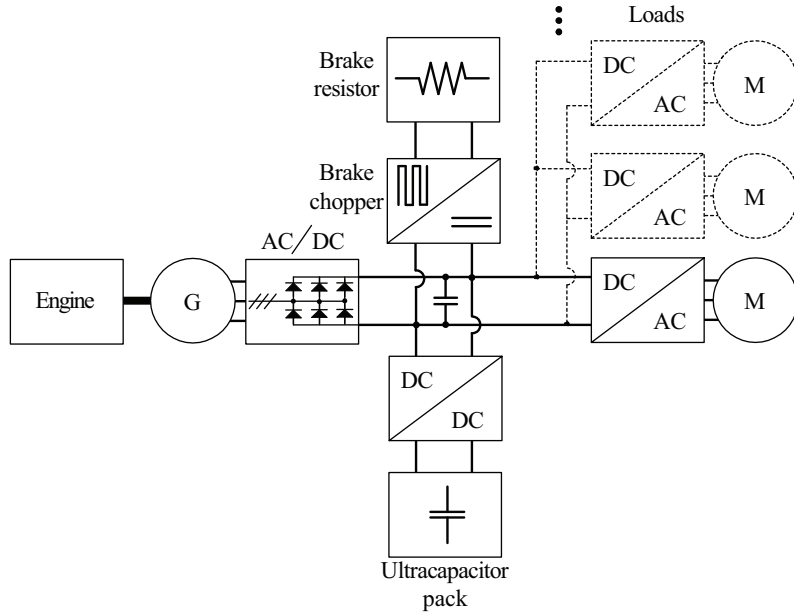 Loads
Brake
resistor
DC
AC
M
Brake
chopper
DC
AC
M
AC/DC
Engine
G
DC
AC
M
DC
DC
Ultracapacitor
pack